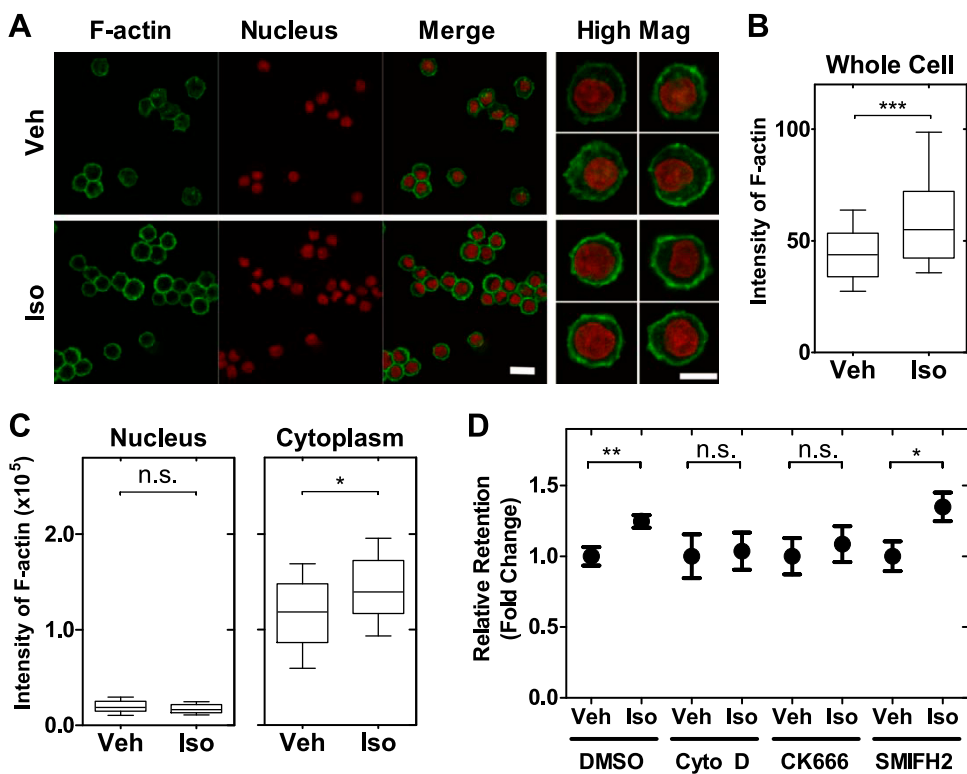 A
F-actin Nucleus Merge High Mag
Veh
Iso
B
Whole Cell
Intensity of F-actin
100
50
0
***
Veh Iso
C
Nucleus Cytoplasm
Intensity of F-actin (x10⁵)
2.0
1.0
0.0
n.s.
*
Veh Iso Veh Iso
D
Relative Retention
(Fold Change)
1.5
1.0
0.5
0.0
** n.s. n.s. *
Veh Iso Veh Iso Veh Iso Veh Iso
DMSO Cyto D CK666 SMIFH2